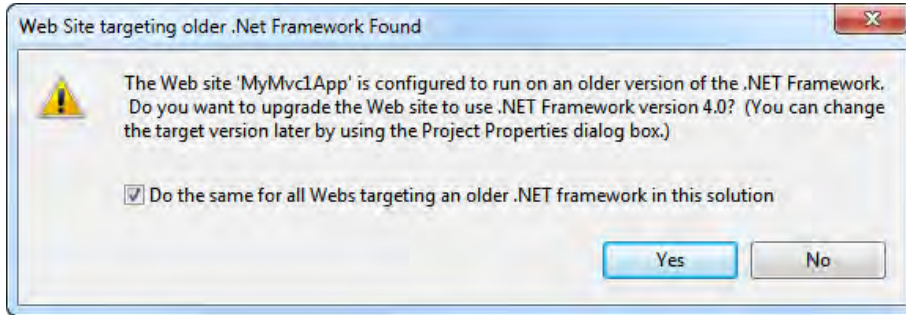 Web Site targeting older .Net Framework Found
The Web site 'MyMvc1App' is configured to run on an older version of the .NET Framework.
Do you want to upgrade the Web site to use .NET Framework version 4.0? (You can change
the target version later by using the Project Properties dialog box.)
Do the same for all Webs targeting an older .NET framework in this solution
Yes
No